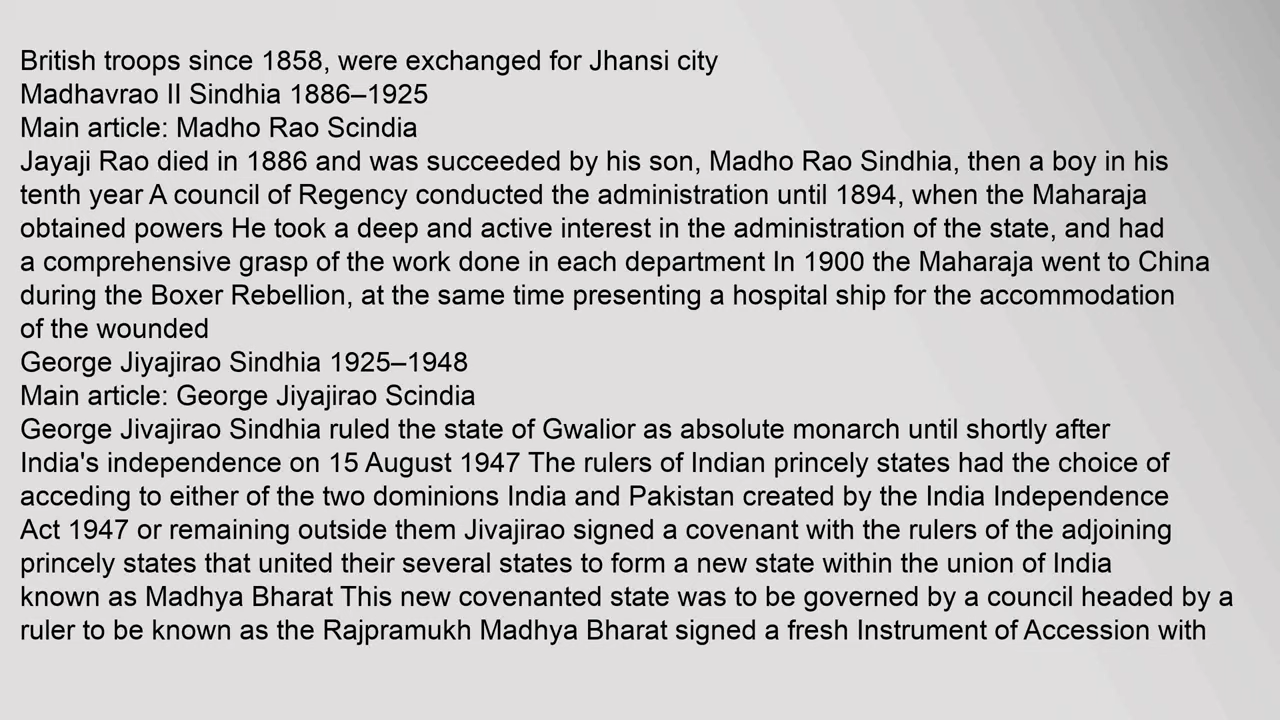 British troops since 1858, were exchanged for Jhansi city
Madhavrao II Sindhia 1886–1925
Main article: Madho Rao Scindia
Jayaji Rao died in 1886 and was succeeded by his son, Madho Rao Sindhia, then a boy in his
tenth year A council of Regency conducted the administration until 1894, when the Maharaja
obtained powers He took a deep and active interest in the administration of the state, and had
a comprehensive grasp of the work done in each department In 1900 the Maharaja went to China
during the Boxer Rebellion, at the same time presenting a hospital ship for the accommodation
of the wounded
George Jiyajirao Sindhia 1925–1948
Main article: George Jiyajirao Scindia
George Jivajirao Sindhia ruled the state of Gwalior as absolute monarch until shortly after
India's independence on 15 August 1947 The rulers of Indian princely states had the choice of
acceding to either of the two dominions India and Pakistan created by the India Independence
Act 1947 or remaining outside them Jivajirao signed a covenant with the rulers of the adjoining
princely states that united their several states to form a new state within the union of India
known as Madhya Bharat This new covenanted state was to be governed by a council headed by a
ruler to be known as the Rajpramukh Madhya Bharat signed a fresh Instrument of Accession with